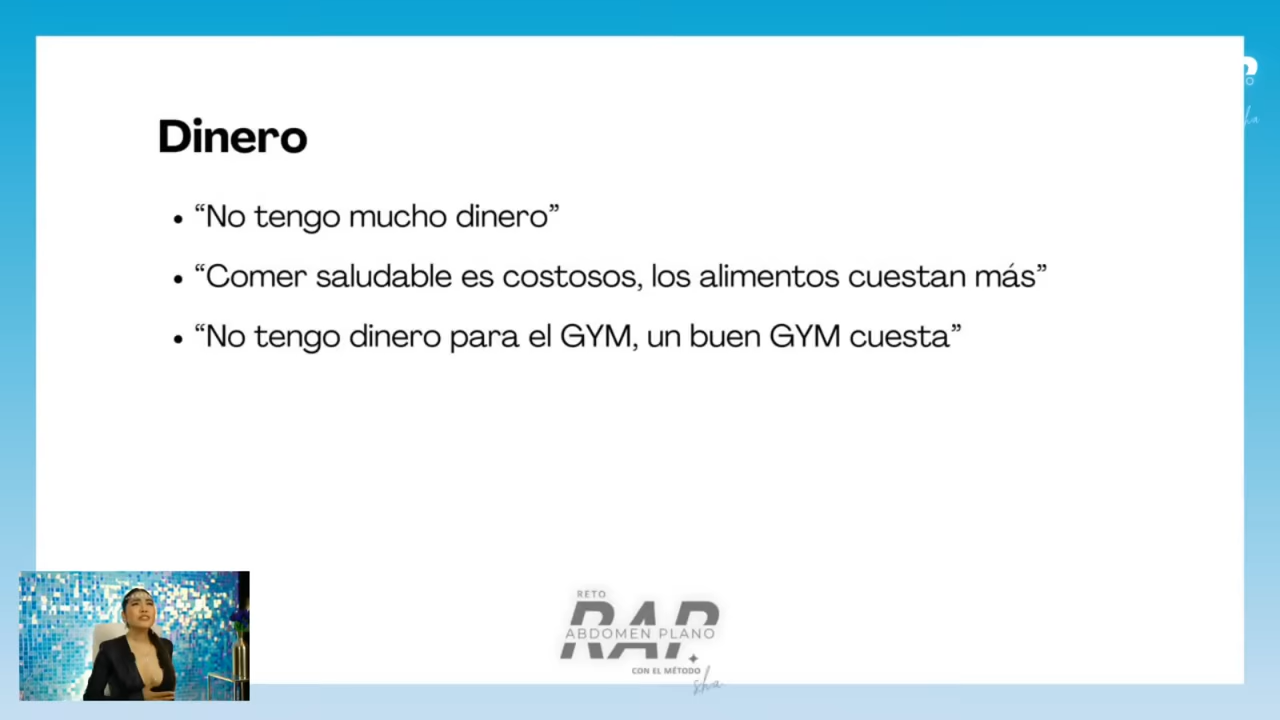 Dinero
• “No tengo mucho dinero”
• “Comer saludable es costosos, los alimentos cuestan más”
• “No tengo dinero para el GYM, un buen GYM cuesta”
RETO
RAP
ABDOMEN PLANO
CON EL MÉTODO
sha